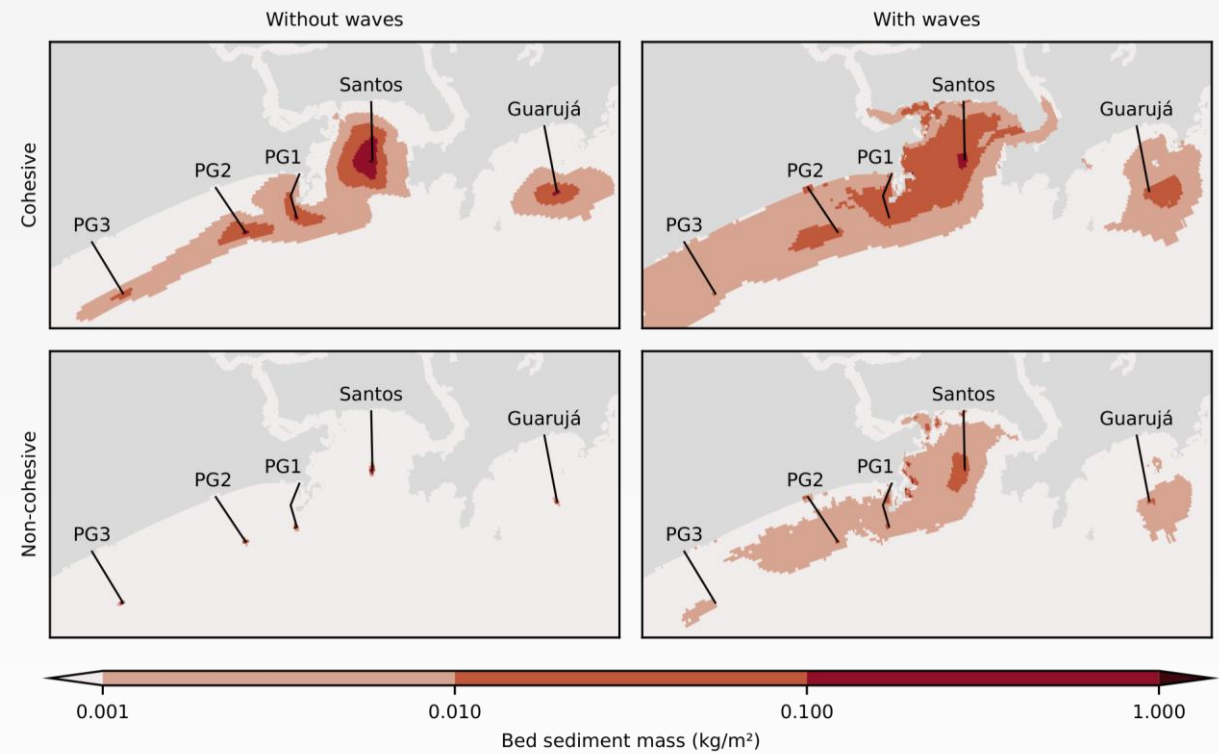 Without waves
With waves
Cohesive
Santos
Guarujá
PG1
PG2
PG3
Santos
Guarujá
PG1
PG2
PG3
Non-cohesive
Santos
Guarujá
PG1
PG2
PG3
Santos
Guarujá
PG1
PG2
PG3
0.001 0.010 0.100 1.000
Bed sediment mass (kg/m²)